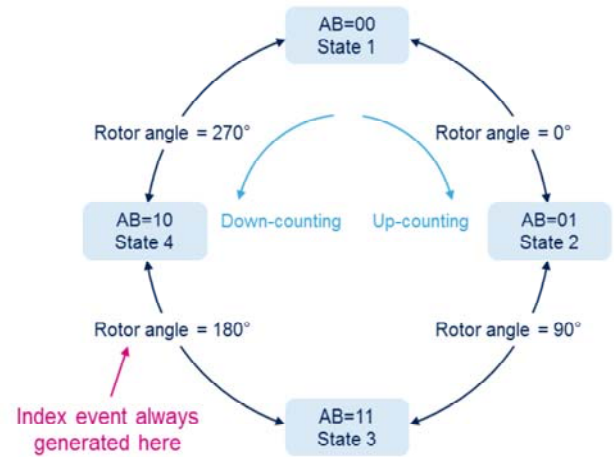 AB=00
State 1
Rotor angle = 270°
Rotor angle = 0°
AB=10
State 4
Down-counting
Up-counting
AB=01
State 2
Rotor angle = 180°
Rotor angle = 90°
Index event always
generated here
AB=11
State 3